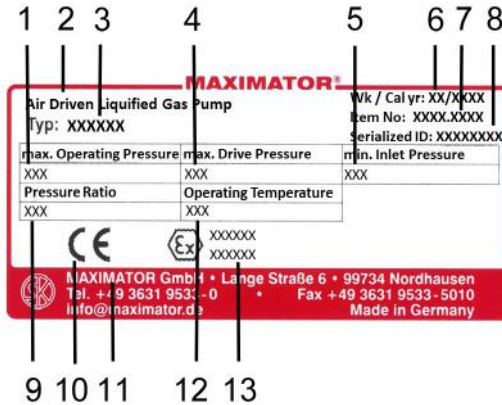 1 2 3 4 5 6 7 8
MAXIMATOR®
Air Driven Liquified Gas Pump
Typ: XXXXXX
Wk / Cal yr: XX/XXXX
Item No: XXXX.XXXX
Serialized ID: XXXXXXXX
max. Operating Pressure max. Drive Pressure min. Inlet Pressure
XXX XXX XXX
Pressure Ratio Operating Temperature
XXX XXX
CE Ex XXXXXX
XXXXXX
MAXIMATOR GmbH • Lange Straße 6 • 99734 Nordhausen
Tel. +49 3631 9533-0 • Fax +49 3631 9533-5010
info@maximator.de Made in Germany
9 10 11 12 13